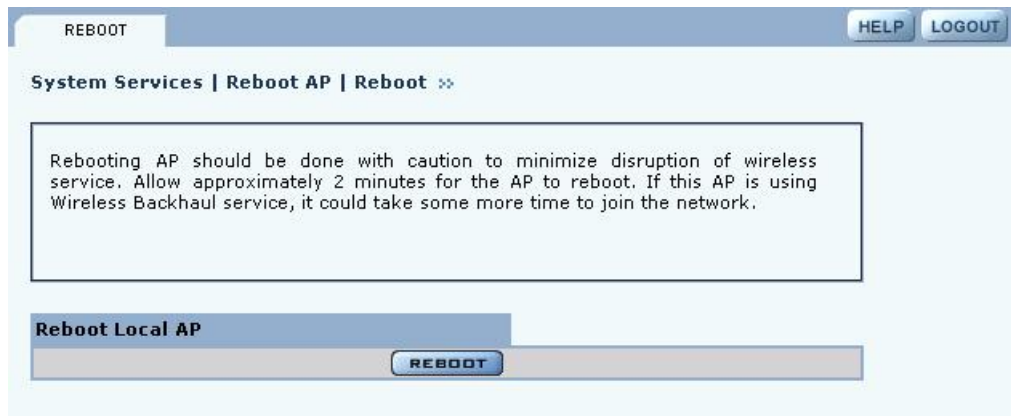 REBOOT
HELP LOGOUT
System Services | Reboot AP | Reboot »
Rebooting AP should be done with caution to minimize disruption of wireless
service. Allow approximately 2 minutes for the AP to reboot. If this AP is using
Wireless Backhaul service, it could take some more time to join the network.
Reboot Local AP
REBOOT